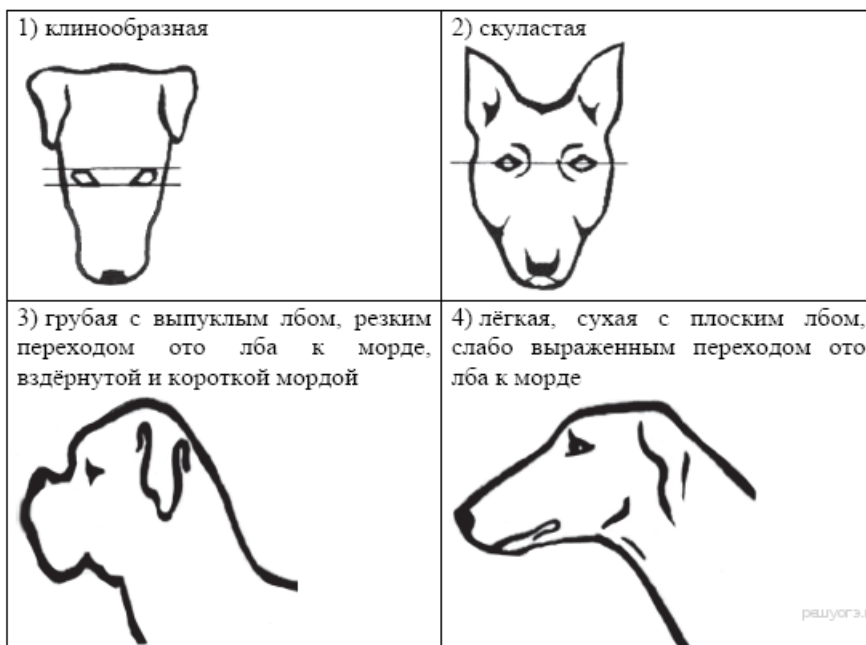 1) клинообразная
2) скуластая
3) грубая с выпуклым лбом, резким
переходом ото лба к морде,
вздёрнутой и короткой мордой
4) лёгкая, сухая с плоским лбом,
слабо выраженным переходом ото
лба к морде